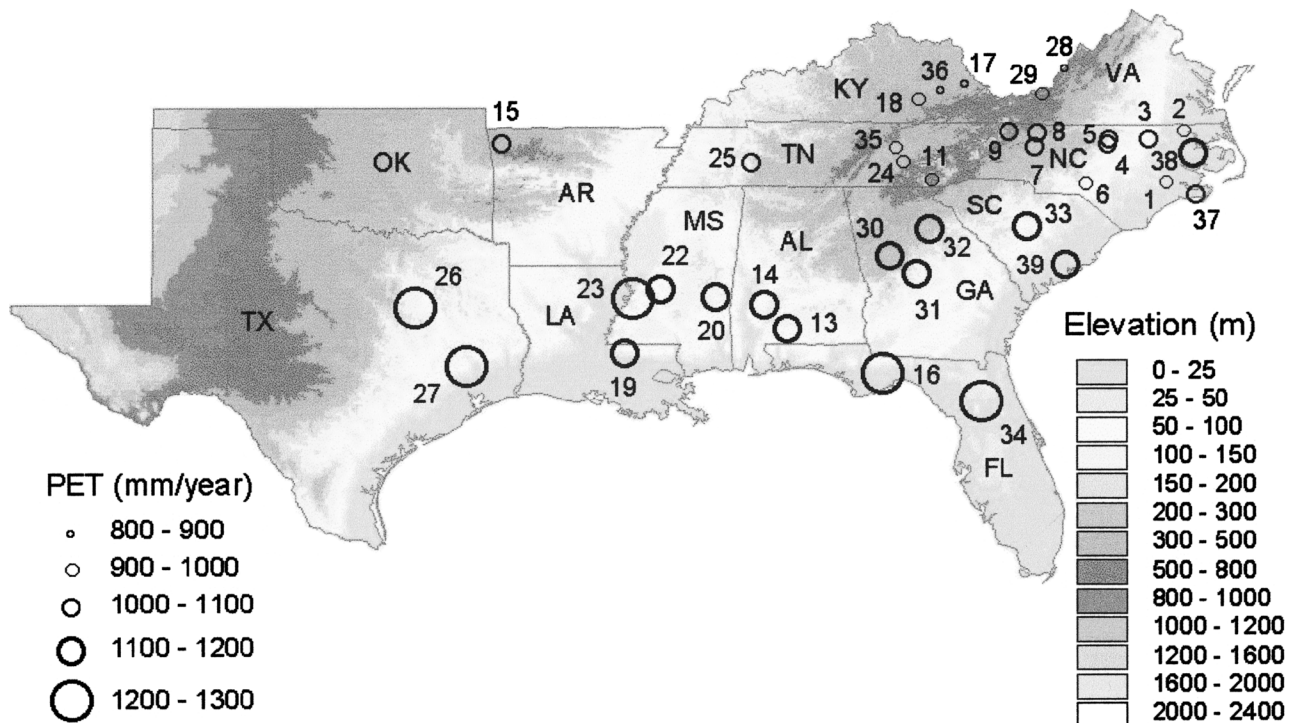 28
17
36
29
VA
KY
18
15
OK
3
2
35
5
8
TN
25
9
11
NC
4
38
24
7
AR
6
1
37
SC
33
MS
30
32
AL
22
39
26
14
23
GA
31
LA
TX
20
13
Elevation (m)
0 - 25
27
19
16
25 - 50
50 - 100
34
100 - 150
FL
150 - 200
PET (mm/year)
200 - 300
800 - 900
300 - 500
900 - 1000
500 - 800
1000 - 1100
800 - 1000
1000 - 1200
1100 - 1200
1200 - 1600
1600 - 2000
1200 - 1300
2000 - 2400